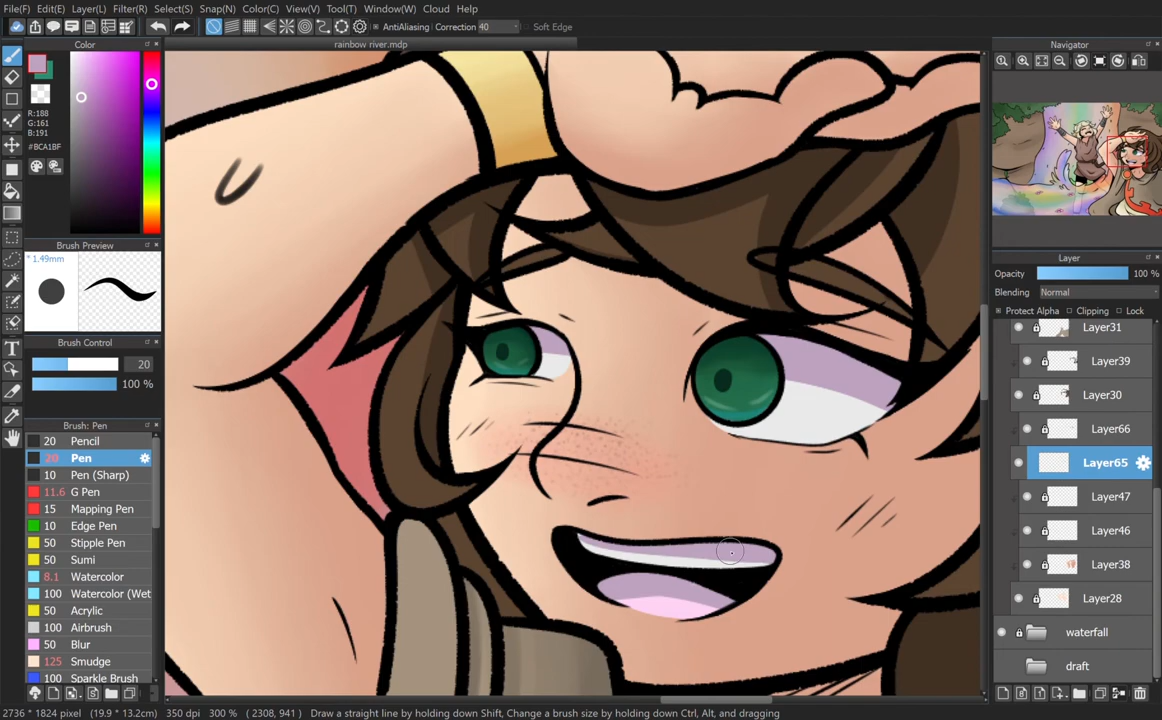 File(F) Edit(E) Layer(L) Filter(R) Select(S) Snap(N) Color(C) View(V) Tool(T) Window(W) Cloud Help
AntiAliasing Correction 40 Soft Edge
Color
rainbow river.mdp
Navigator
R:188
G:161
B:191
#BCA1BF
Brush Preview
* 1.49mm
Layer
Opacity 100 %
Blending Normal
Protect Alpha Clipping Lock
Layer31
Brush Control
20
100 %
Layer39
Layer30
Brush: Pen
20 Pencil
20 Pen
10 Pen (Sharp)
11.6 G Pen
15 Mapping Pen
10 Edge Pen
50 Stipple Pen
50 Sumi
8.1 Watercolor
100 Watercolor (Wet
50 Acrylic
100 Airbrush
50 Blur
125 Smudge
100 Sparkle Brush
Layer66
Layer65
Layer47
Layer46
Layer38
Layer28
waterfall
draft
2736 * 1824 pixel (19.9 * 13.2cm) 350 dpi 300 % ( 2308, 941 ) Draw a straight line by holding down Shift, Change a brush size by holding down Ctrl, Alt, and dragging